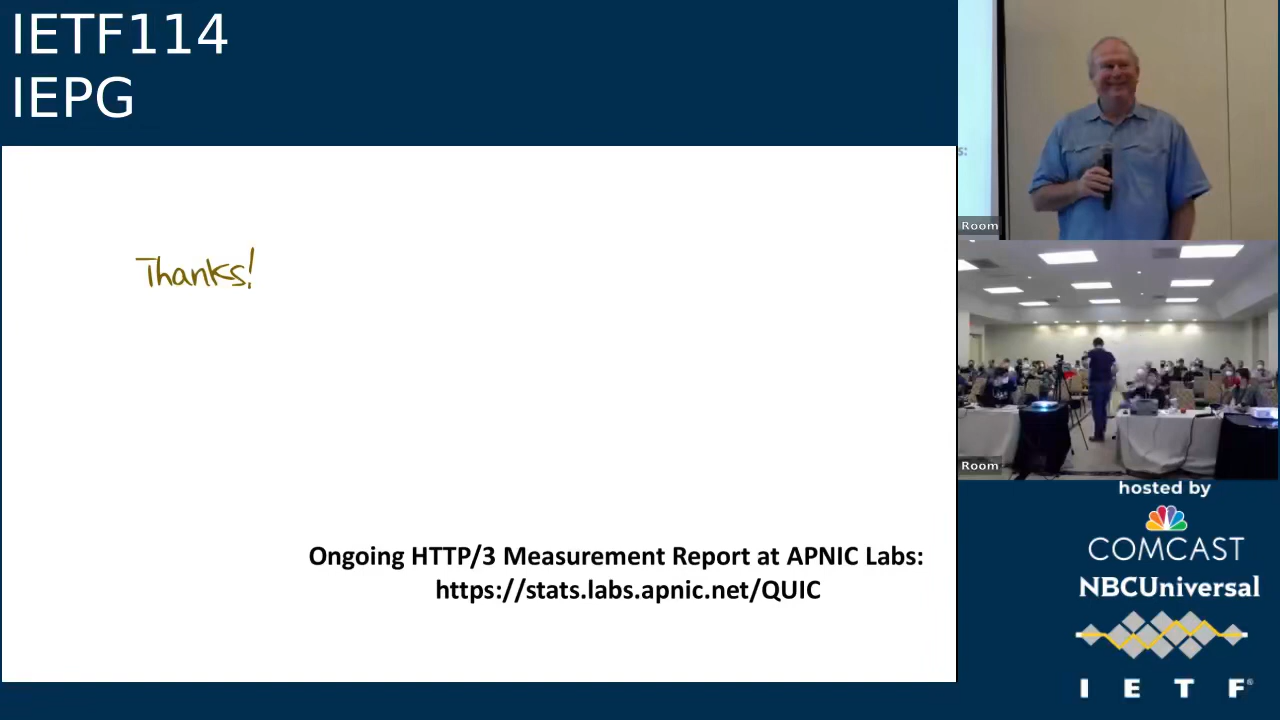 IETF114
IEPG
Thanks!
Ongoing HTTP/3 Measurement Report at APNIC Labs:
https://stats.labs.apnic.net/QUIC
s:
Room
Room
hosted by
COMCAST
NBCUniversal
I E T F®